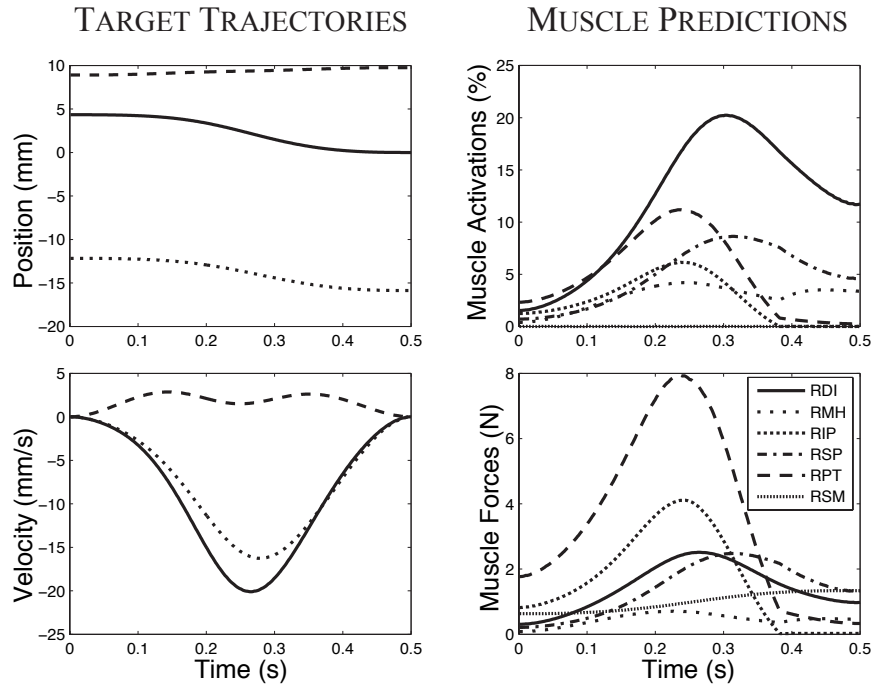 TARGET TRAJECTORIES
MUSCLE PREDICTIONS
Position (mm)
10
5
0
−5
−10
−15
−20
0 0.1 0.2 0.3 0.4 0.5
Muscle Activations (%)
25
20
15
10
5
0
0 0.1 0.2 0.3 0.4 0.5
Velocity (mm/s)
5
0
−5
−10
−15
−20
−25
0 0.1 0.2 0.3 0.4 0.5
Time (s)
Muscle Forces (N)
8
6
4
2
0
0 0.1 0.2 0.3 0.4 0.5
Time (s)
RDI
RMH
RIP
RSP
RPT
RSM